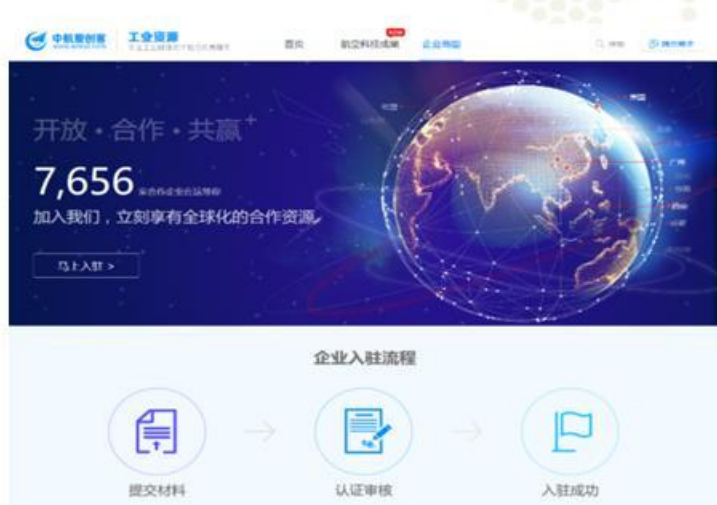 中航爱创客
工业资源
首页
航空科技成果
企业热型
开放·合作·共赢+
7,656
加入我们，立刻享有全球化的合作资源。
马上入驻 >
企业入驻流程
提交材料
认证审核
入驻成功